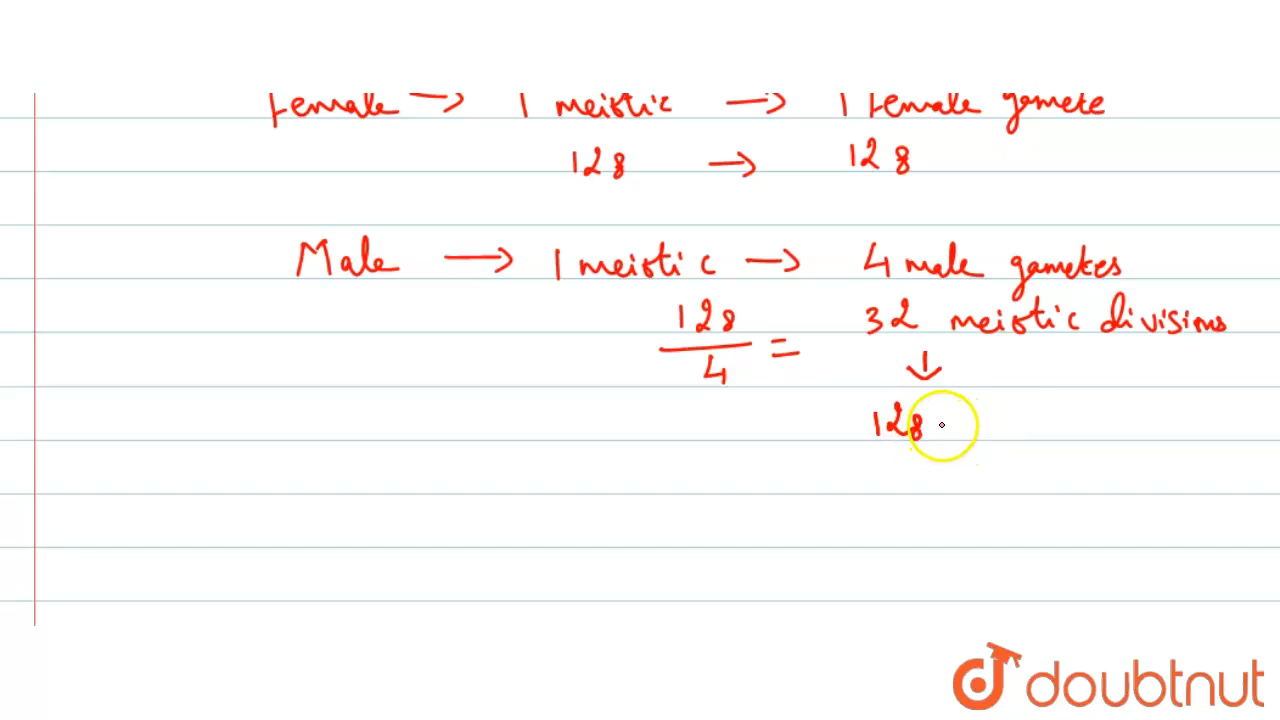 Female → 1 meiotic → 1 female gamete
128 → 128
Male → 1 meiotic → 4 male gametes
128/4 = 32 meiotic divisions
↓
128
doubtnut